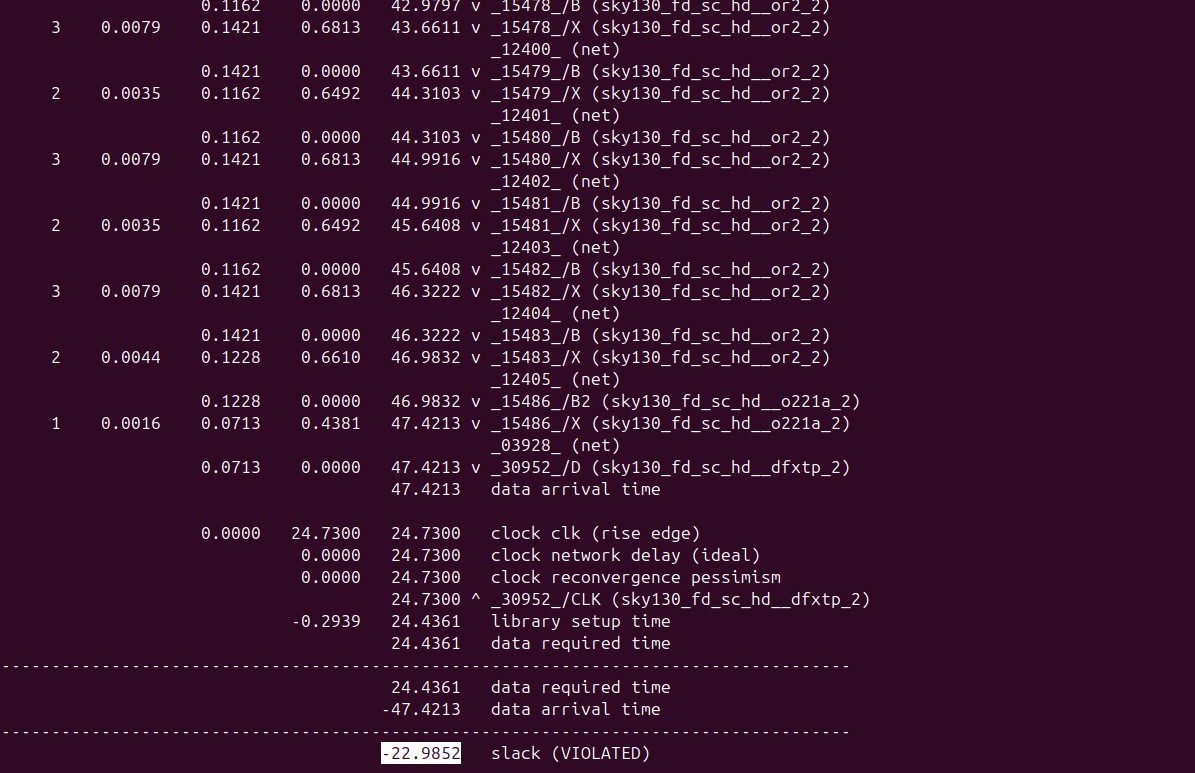 0.1162 0.0000 42.9797 v _15478_/B (sky130_fd_sc_hd__or2_2)
3 0.0079 0.1421 0.6813 43.6611 v _15478_/X (sky130_fd_sc_hd__or2_2)
_12400_ (net)
0.1421 0.0000 43.6611 v _15479_/B (sky130_fd_sc_hd__or2_2)
2 0.0035 0.1162 0.6492 44.3103 v _15479_/X (sky130_fd_sc_hd__or2_2)
_12401_ (net)
0.1162 0.0000 44.3103 v _15480_/B (sky130_fd_sc_hd__or2_2)
3 0.0079 0.1421 0.6813 44.9916 v _15480_/X (sky130_fd_sc_hd__or2_2)
_12402_ (net)
0.1421 0.0000 44.9916 v _15481_/B (sky130_fd_sc_hd__or2_2)
2 0.0035 0.1162 0.6492 45.6408 v _15481_/X (sky130_fd_sc_hd__or2_2)
_12403_ (net)
0.1162 0.0000 45.6408 v _15482_/B (sky130_fd_sc_hd__or2_2)
3 0.0079 0.1421 0.6813 46.3222 v _15482_/X (sky130_fd_sc_hd__or2_2)
_12404_ (net)
0.1421 0.0000 46.3222 v _15483_/B (sky130_fd_sc_hd__or2_2)
2 0.0044 0.1228 0.6610 46.9832 v _15483_/X (sky130_fd_sc_hd__or2_2)
_12405_ (net)
0.1228 0.0000 46.9832 v _15486_/B2 (sky130_fd_sc_hd__o221a_2)
1 0.0016 0.0713 0.4381 47.4213 v _15486_/X (sky130_fd_sc_hd__o221a_2)
_03928_ (net)
0.0713 0.0000 47.4213 v _30952_/D (sky130_fd_sc_hd__dfxtp_2)
47.4213 data arrival time
0.0000 24.7300 24.7300 clock clk (rise edge)
0.0000 24.7300 clock network delay (ideal)
0.0000 24.7300 clock reconvergence pessimism
24.7300 ^ _30952_/CLK (sky130_fd_sc_hd__dfxtp_2)
-0.2939 24.4361 library setup time
24.4361 data required time
-------------------------------------------------------------------------------------
24.4361 data required time
-47.4213 data arrival time
-------------------------------------------------------------------------------------
-22.9852 slack (VIOLATED)